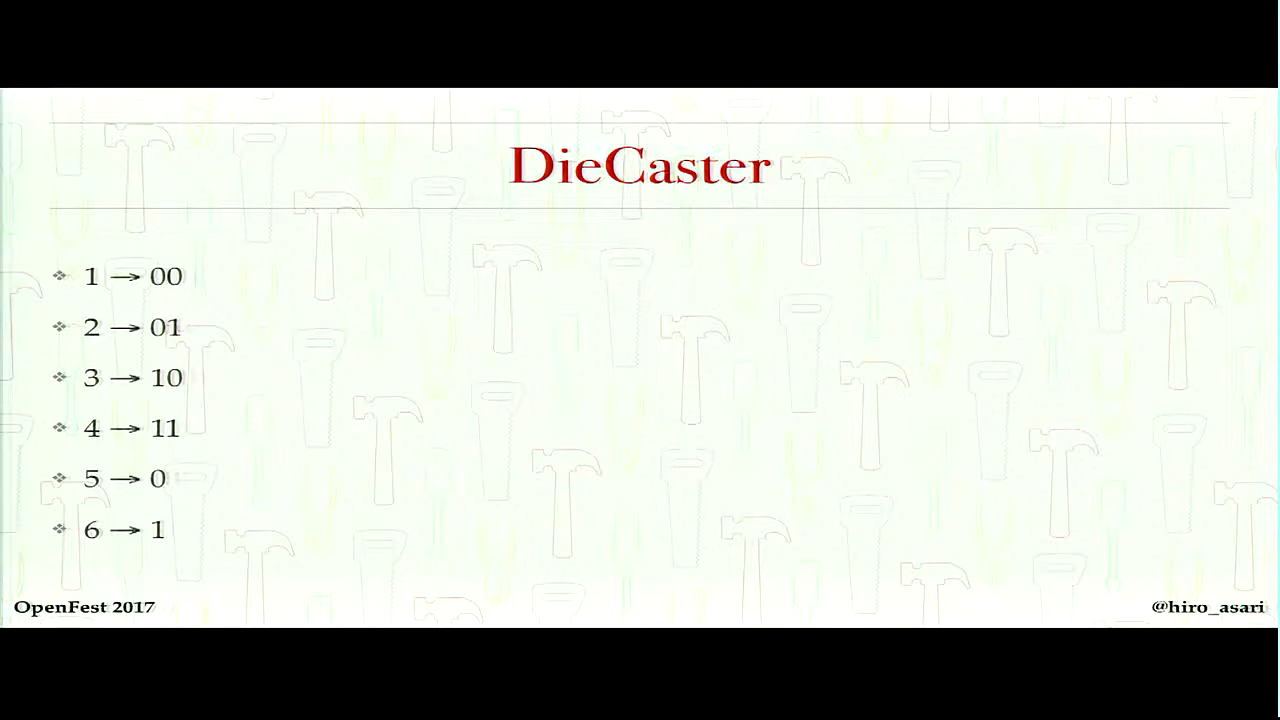 DieCaster
❖ 1 → 00
❖ 2 → 01
❖ 3 → 10
❖ 4 → 11
❖ 5 → 0
❖ 6 → 1
OpenFest 2017
@hiro_asari